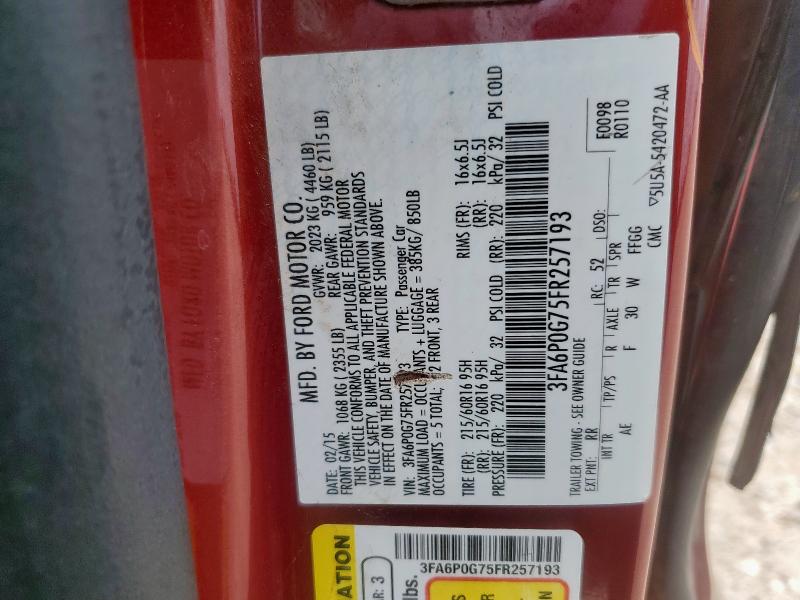 MFD. BY FORD MOTOR CO.
DATE: 02/15 GVWR: 2023 KG ( 4460 LB)
FRONT GAWR: 1068 KG ( 2355 LB) REAR GAWR: 959 KG ( 2115 LB)
THIS VEHICLE CONFORMS TO ALL APPLICABLE FEDERAL MOTOR
VEHICLE SAFETY, BUMPER, AND THEFT PREVENTION STANDARDS
IN EFFECT ON THE DATE OF MANUFACTURE SHOWN ABOVE.
VIN: 3FA6P0G75FR257193 TYPE: Passenger Car
MAXIMUM LOAD = OCCUPANTS + LUGGAGE = 385KG/ 850LB
OCCUPANTS = 5 TOTAL; 2 FRONT, 3 REAR
TIRE (FR): 215/60R16 95H RIMS (FR): 16x6.5J
(RR): 215/60R16 95H (RR): 16x6.5J
PRESSURE (FR): 220 kPa/ 32 PSI COLD (RR): 220 kPa/ 32 PSI COLD
3FA6P0G75FR257193
TRAILER TOWING - SEE OWNER GUIDE
F0098
R0110
EXT PNT: RR RC: 52 DSO:
INT TR TP/PS R AXLE TR SPR
AE F 30 W FFGG
CMC
▽5U5A-5420472-AA
3FA6P0G75FR257193
AR: 3
lbs.